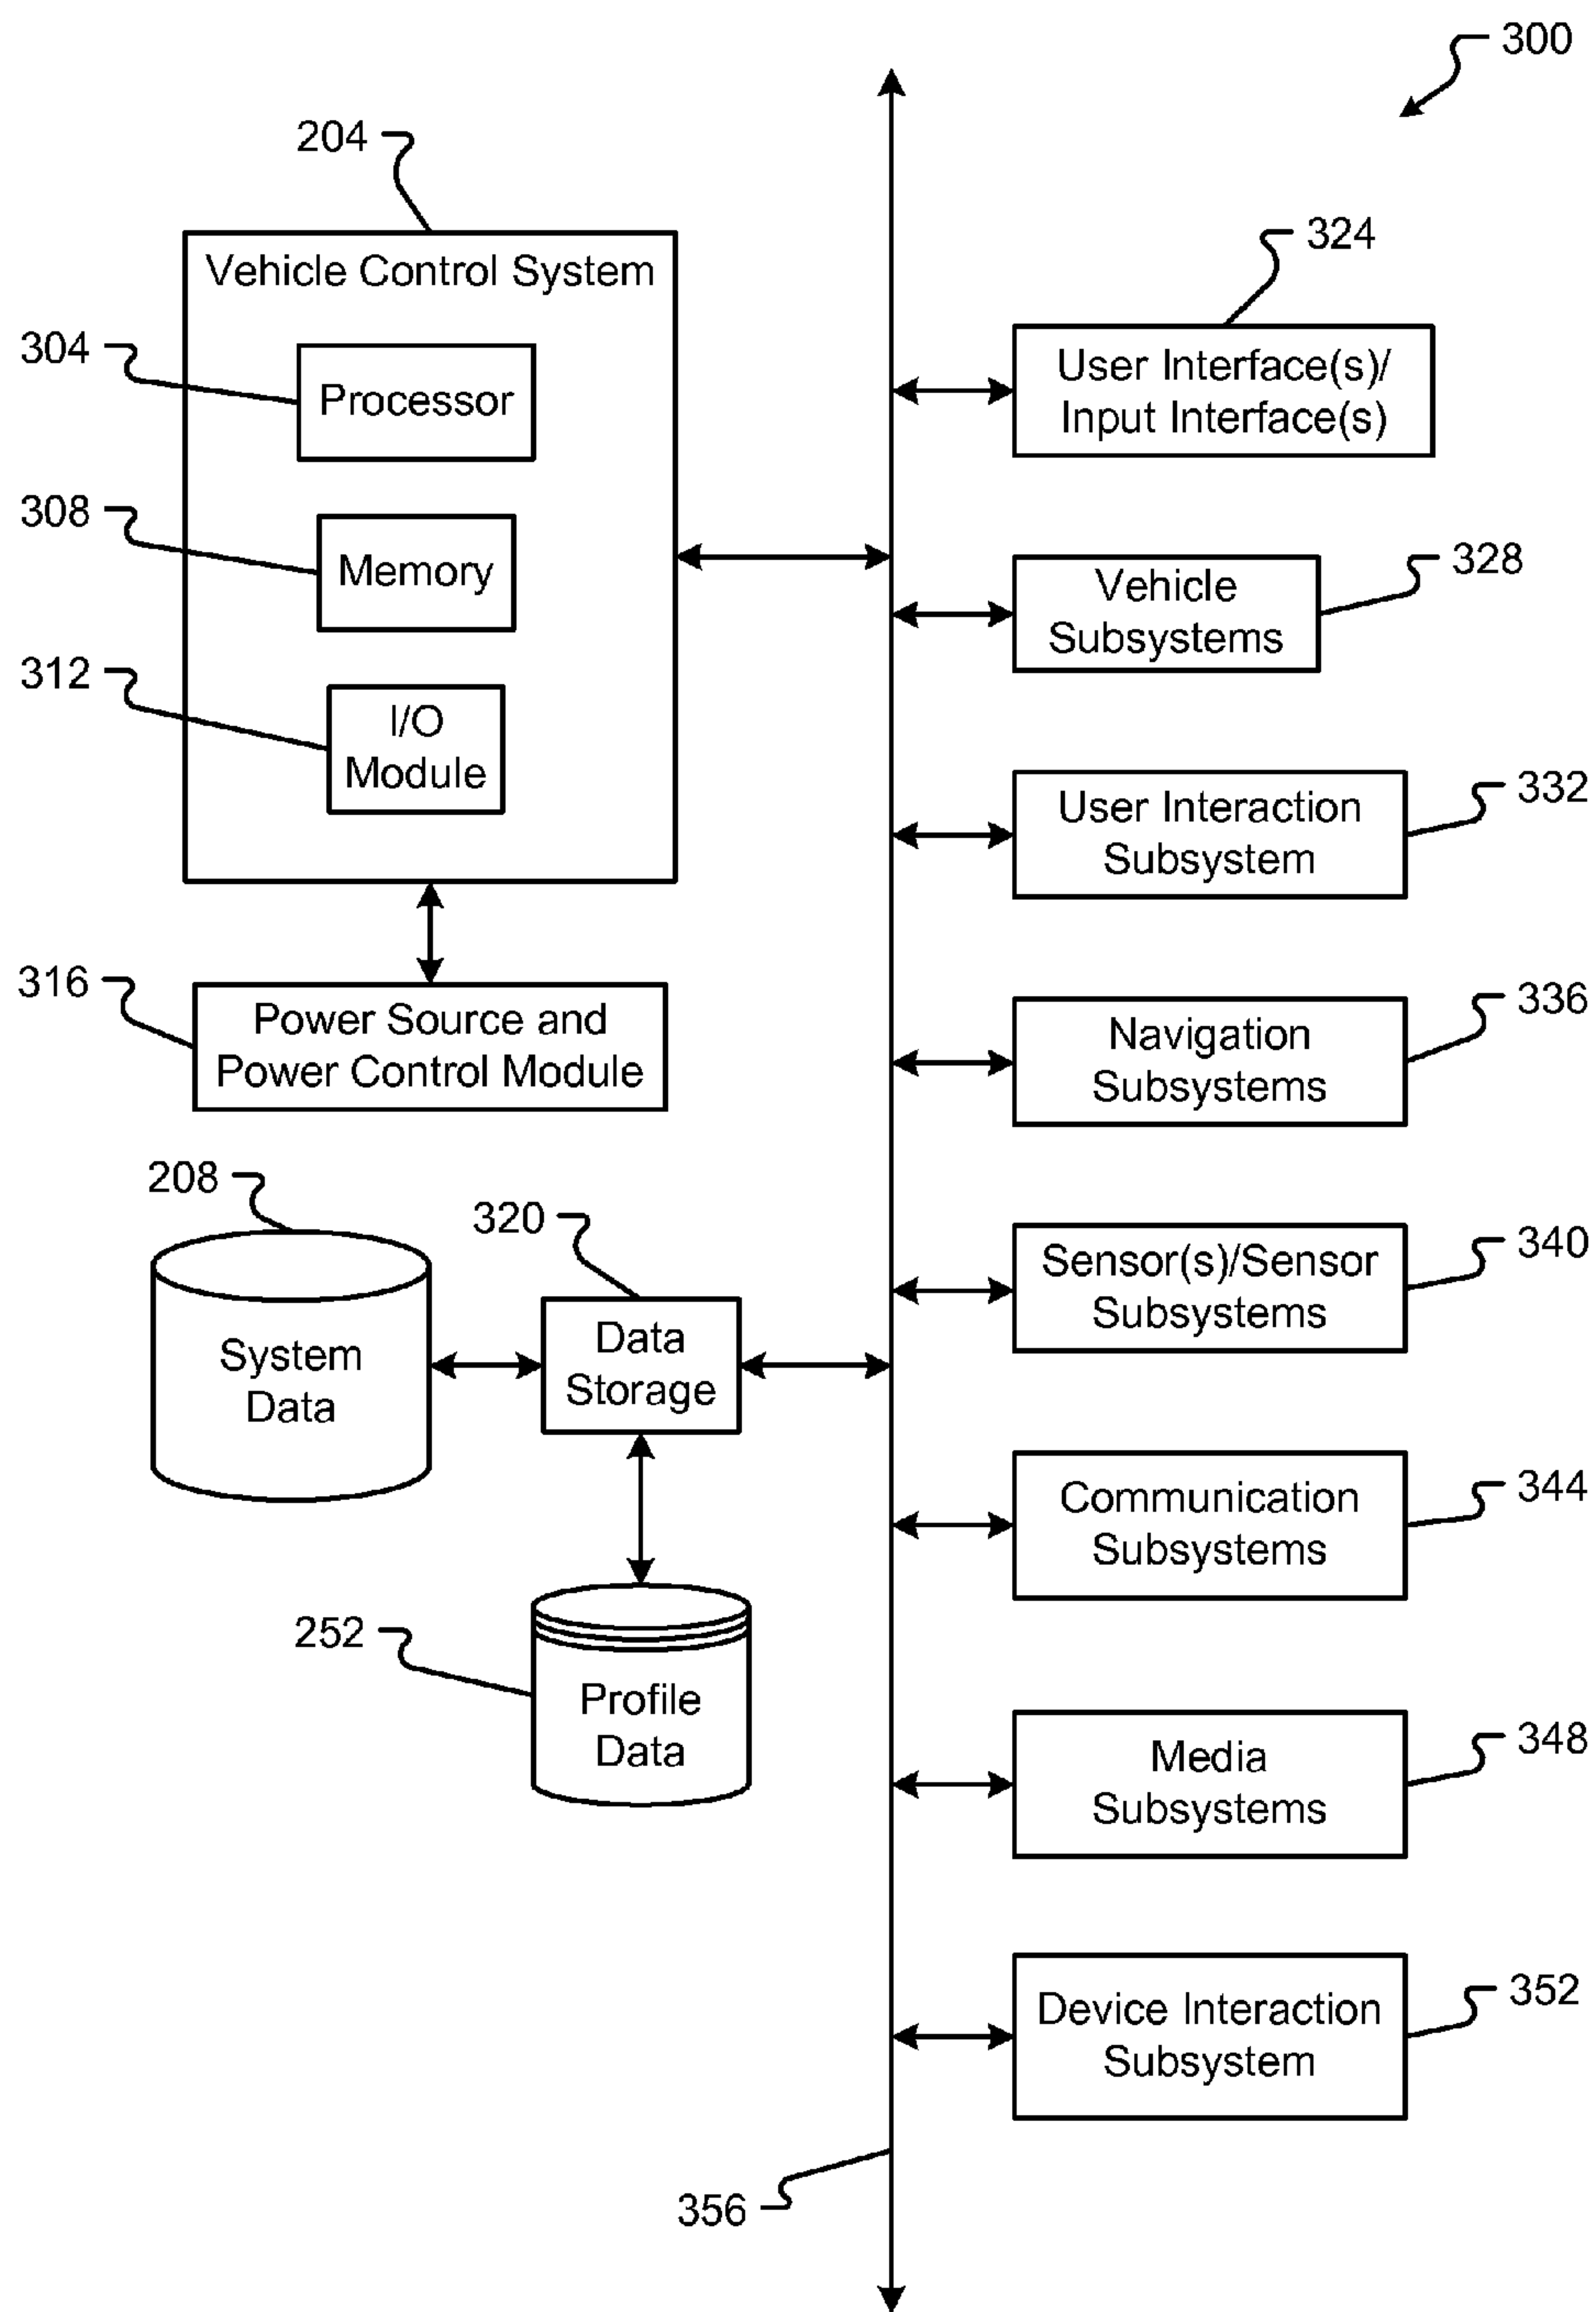 300
204
Vehicle Control System
304
Processor
308
Memory
312
I/O
Module
316
Power Source and
Power Control Module
208
System
Data
320
Data
Storage
252
Profile
Data
324
User Interface(s)/
Input Interface(s)
328
Vehicle
Subsystems
332
User Interaction
Subsystem
336
Navigation
Subsystems
340
Sensor(s)/Sensor
Subsystems
344
Communication
Subsystems
348
Media
Subsystems
352
Device Interaction
Subsystem
356